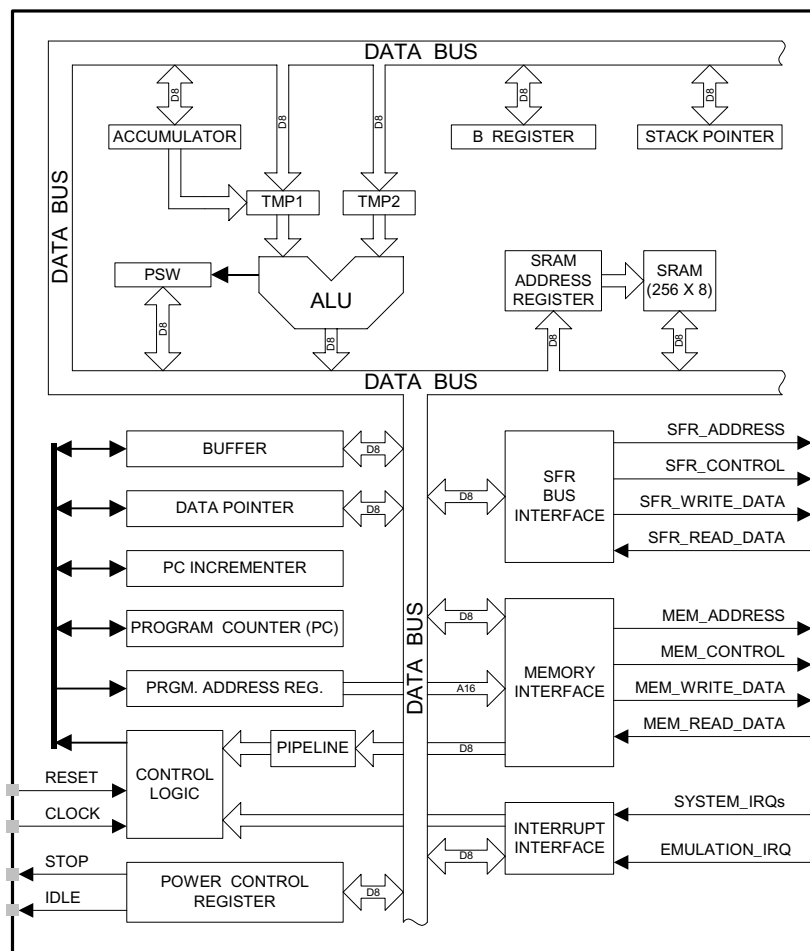 DATA BUS
D8
D8
D8
D8
D8
ACCUMULATOR
B REGISTER
STACK POINTER
DATA BUS
TMP1
TMP2
PSW
ALU
SRAM
ADDRESS
REGISTER
SRAM
(256 X 8)
D8
D8
D8
D8
DATA BUS
BUFFER
D8
DATA POINTER
D8
PC INCREMENTER
PROGRAM COUNTER (PC)
PRGM. ADDRESS REG.
A16
DATA BUS
D8
SFR
BUS
INTERFACE
SFR_ADDRESS
SFR_CONTROL
SFR_WRITE_DATA
SFR_READ_DATA
D8
MEMORY
INTERFACE
MEM_ADDRESS
MEM_CONTROL
MEM_WRITE_DATA
MEM_READ_DATA
CONTROL
LOGIC
PIPELINE
D8
RESET
CLOCK
INTERRUPT
INTERFACE
SYSTEM_IRQs
EMULATION_IRQ
D8
STOP
IDLE
POWER CONTROL
REGISTER
D8